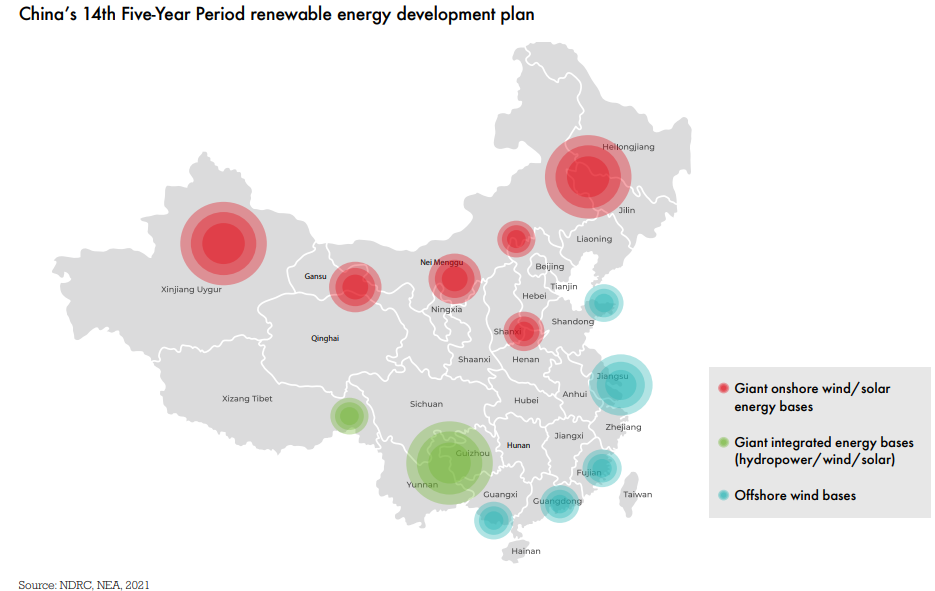 China's 14th Five-Year Period renewable energy development plan
Heilongjiang
Jilin
Liaoning
Nei Menggu
Beijing
Gansu
Tianjin
Xinjiang Uygur
Hebei
Ningxia
Shandong
Shanxi
Qinghai
Shaanxi
Henan
Jiangsu
Anhui
Xizang Tibet
Sichuan
Hubei
Zhejiang
Jiangxi
Hunan
Guizhou
Fujian
Yunnan
Guangxi
Guangdong
Taiwan
Hainan
Giant onshore wind/solar
energy bases
Giant integrated energy bases
(hydropower/wind/solar)
Offshore wind bases
Source: NDRC, NEA, 2021